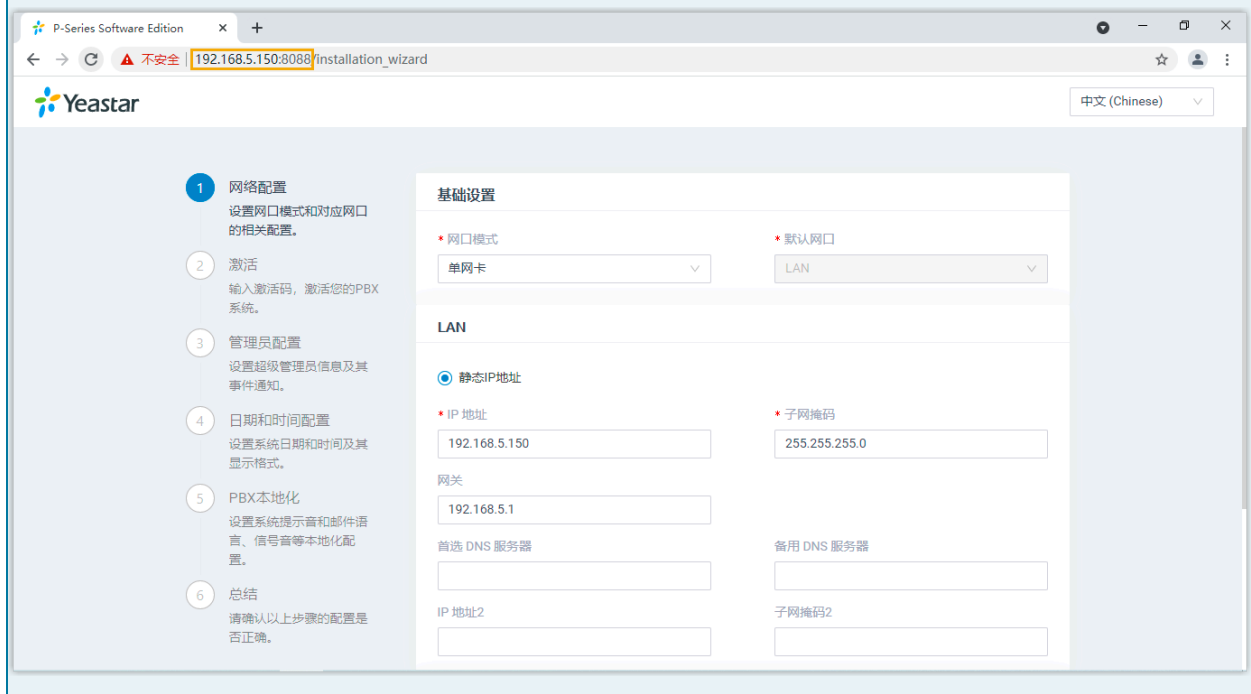 P-Series Software Edition
不安全 | 192.168.5.150:8088/installation_wizard
Yeastar
中文 (Chinese)
1
网络配置
设置网口模式和对应网口
的相关配置。
2
激活
输入激活码，激活您的PBX
系统。
3
管理员配置
设置超级管理员信息及其
事件通知。
4
日期和时间配置
设置系统日期和时间及其
显示格式。
5
PBX本地化
设置系统提示音和邮件语
言、信号音等本地化配
置。
6
总结
请确认以上步骤的配置是
否正确。
基础设置
* 网口模式
* 默认网口
单网卡
LAN
LAN
静态IP地址
* IP 地址
* 子网掩码
192.168.5.150
255.255.255.0
网关
192.168.5.1
首选 DNS 服务器
备用 DNS 服务器
IP 地址2
子网掩码2